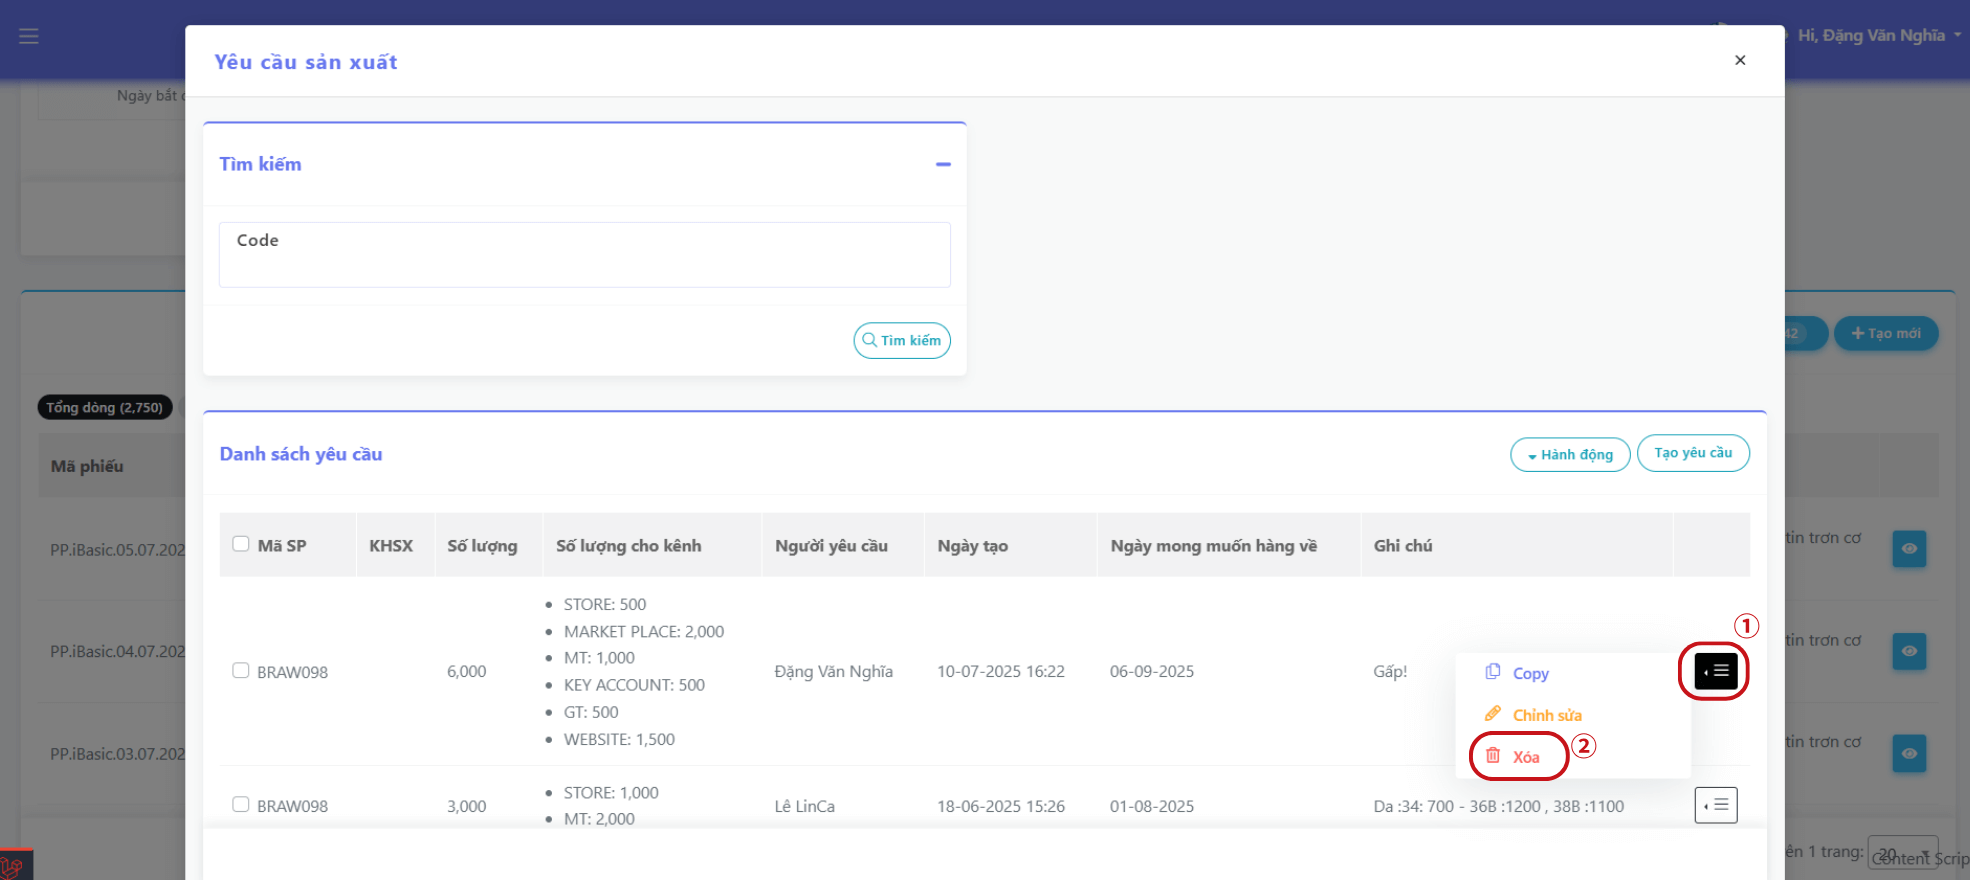 Hi, Đặng Văn Nghĩa
Yêu cầu sản xuất
×
Ngày bắt
Tìm kiếm
Code
Tìm kiếm
42
Tạo mới
Tổng dòng (2,750)
Danh sách yêu cầu
Hành động
Tạo yêu cầu
Mã phiếu
Mã SP KHSX Số lượng Số lượng cho kênh Người yêu cầu Ngày tạo Ngày mong muốn hàng về Ghi chú
PP.iBasic.05.07.202
tin trơn cơ
• STORE: 500
• MARKET PLACE: 2,000
• MT: 1,000
• KEY ACCOUNT: 500
• GT: 500
• WEBSITE: 1,500
BRAW098 6,000 Đặng Văn Nghĩa 10-07-2025 16:22 06-09-2025 Gấp!
①
Copy
Chỉnh sửa
Xóa
②
PP.iBasic.04.07.202
tin trơn cơ
PP.iBasic.03.07.202
tin trơn cơ
• STORE: 1,000
• MT: 2,000
BRAW098 3,000 Lê LinCa 18-06-2025 15:26 01-08-2025 Da :34: 700 - 36B :1200 , 38B :1100
ên 1 trang:
20
Content Scrip